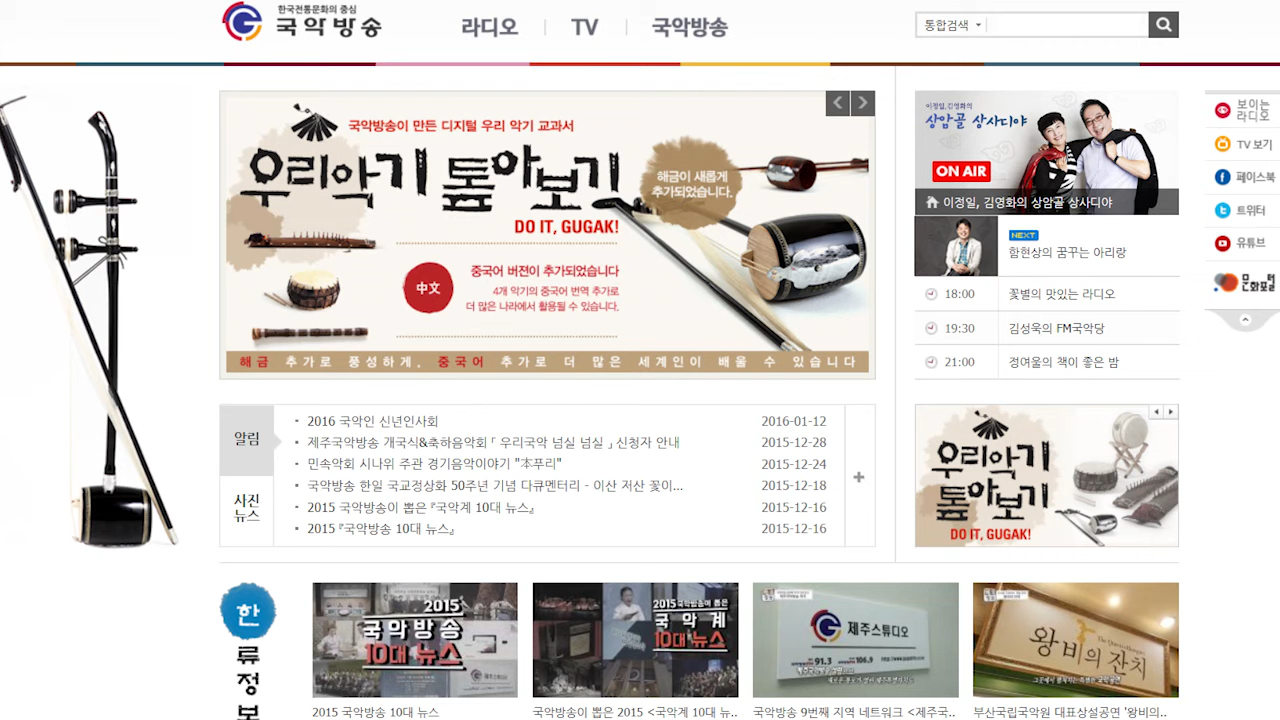 한국전통문화의 중심
국악방송
라디오
TV
국악방송
통합검색
국악방송이 만든 디지털 우리 악기 교과서
우리악기 톺아보기
DO IT, GUGAK!
해금이 새롭게
추가되었습니다.
中文
중국어 버젼이 추가되었습니다
4개 악기의 중국어 번역 추가로
더 많은 나라에서 활용될 수 있습니다.
해금 추가로 풍성하게, 중국어 추가로 더 많은 세계인이 배울 수 있습니다
이정일, 김영화의
상암골 상사디야
ON AIR
이정일, 김영화의 상암골 상사디야
NEXT
함현상의 꿈꾸는 아리랑
18:00 꽃별의 맛있는 라디오
19:30 김성욱의 FM국악당
21:00 정여울의 책이 좋은 밤
보이는
라디오
TV 보기
페이스북
트위터
유튜브
문화포털
알림
사진
뉴스
2016 국악인 신년인사회 2016-01-12
제주국악방송 개국식&축하음악회 「 우리국악 넘실 넘실 」 신청자 안내 2015-12-28
민속악회 시나위 주관 경기음악이야기 "本푸리" 2015-12-24
국악방송 한일 국교정상화 50주년 기념 다큐멘터리 - 이산 저산 꽃이... 2015-12-18
2015 국악방송이 뽑은 『국악계 10대 뉴스』 2015-12-16
2015 『국악방송 10대 뉴스』 2015-12-16
우리악기
톺아보기
DO IT, GUGAK!
한류정보
2015
국악방송
10대 뉴스
2015 국악방송이 뽑은
국악계
10대 뉴스
제주스튜디오
91.3
106.9
왕비의 잔치
The Queen's Banquet
2015 국악방송 10대 뉴스
국악방송이 뽑은 2015 <국악계 10대 뉴..
국악방송 9번째 지역 네트워크 <제주국..
부산국립국악원 대표상설공연 '왕비의..